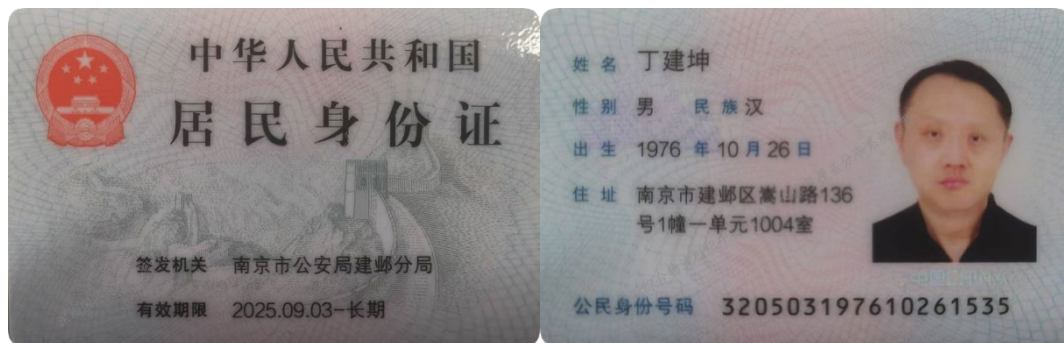 中华人民共和国
居民身份证
签发机关 南京市公安局建邺分局
有效期限 2025.09.03-长期
姓名 丁建坤
性别 男 民族 汉
出生 1976 年 10 月 26 日
住址 南京市建邺区嵩山路136
号1幢一单元1004室
公民身份号码 320503197610261535